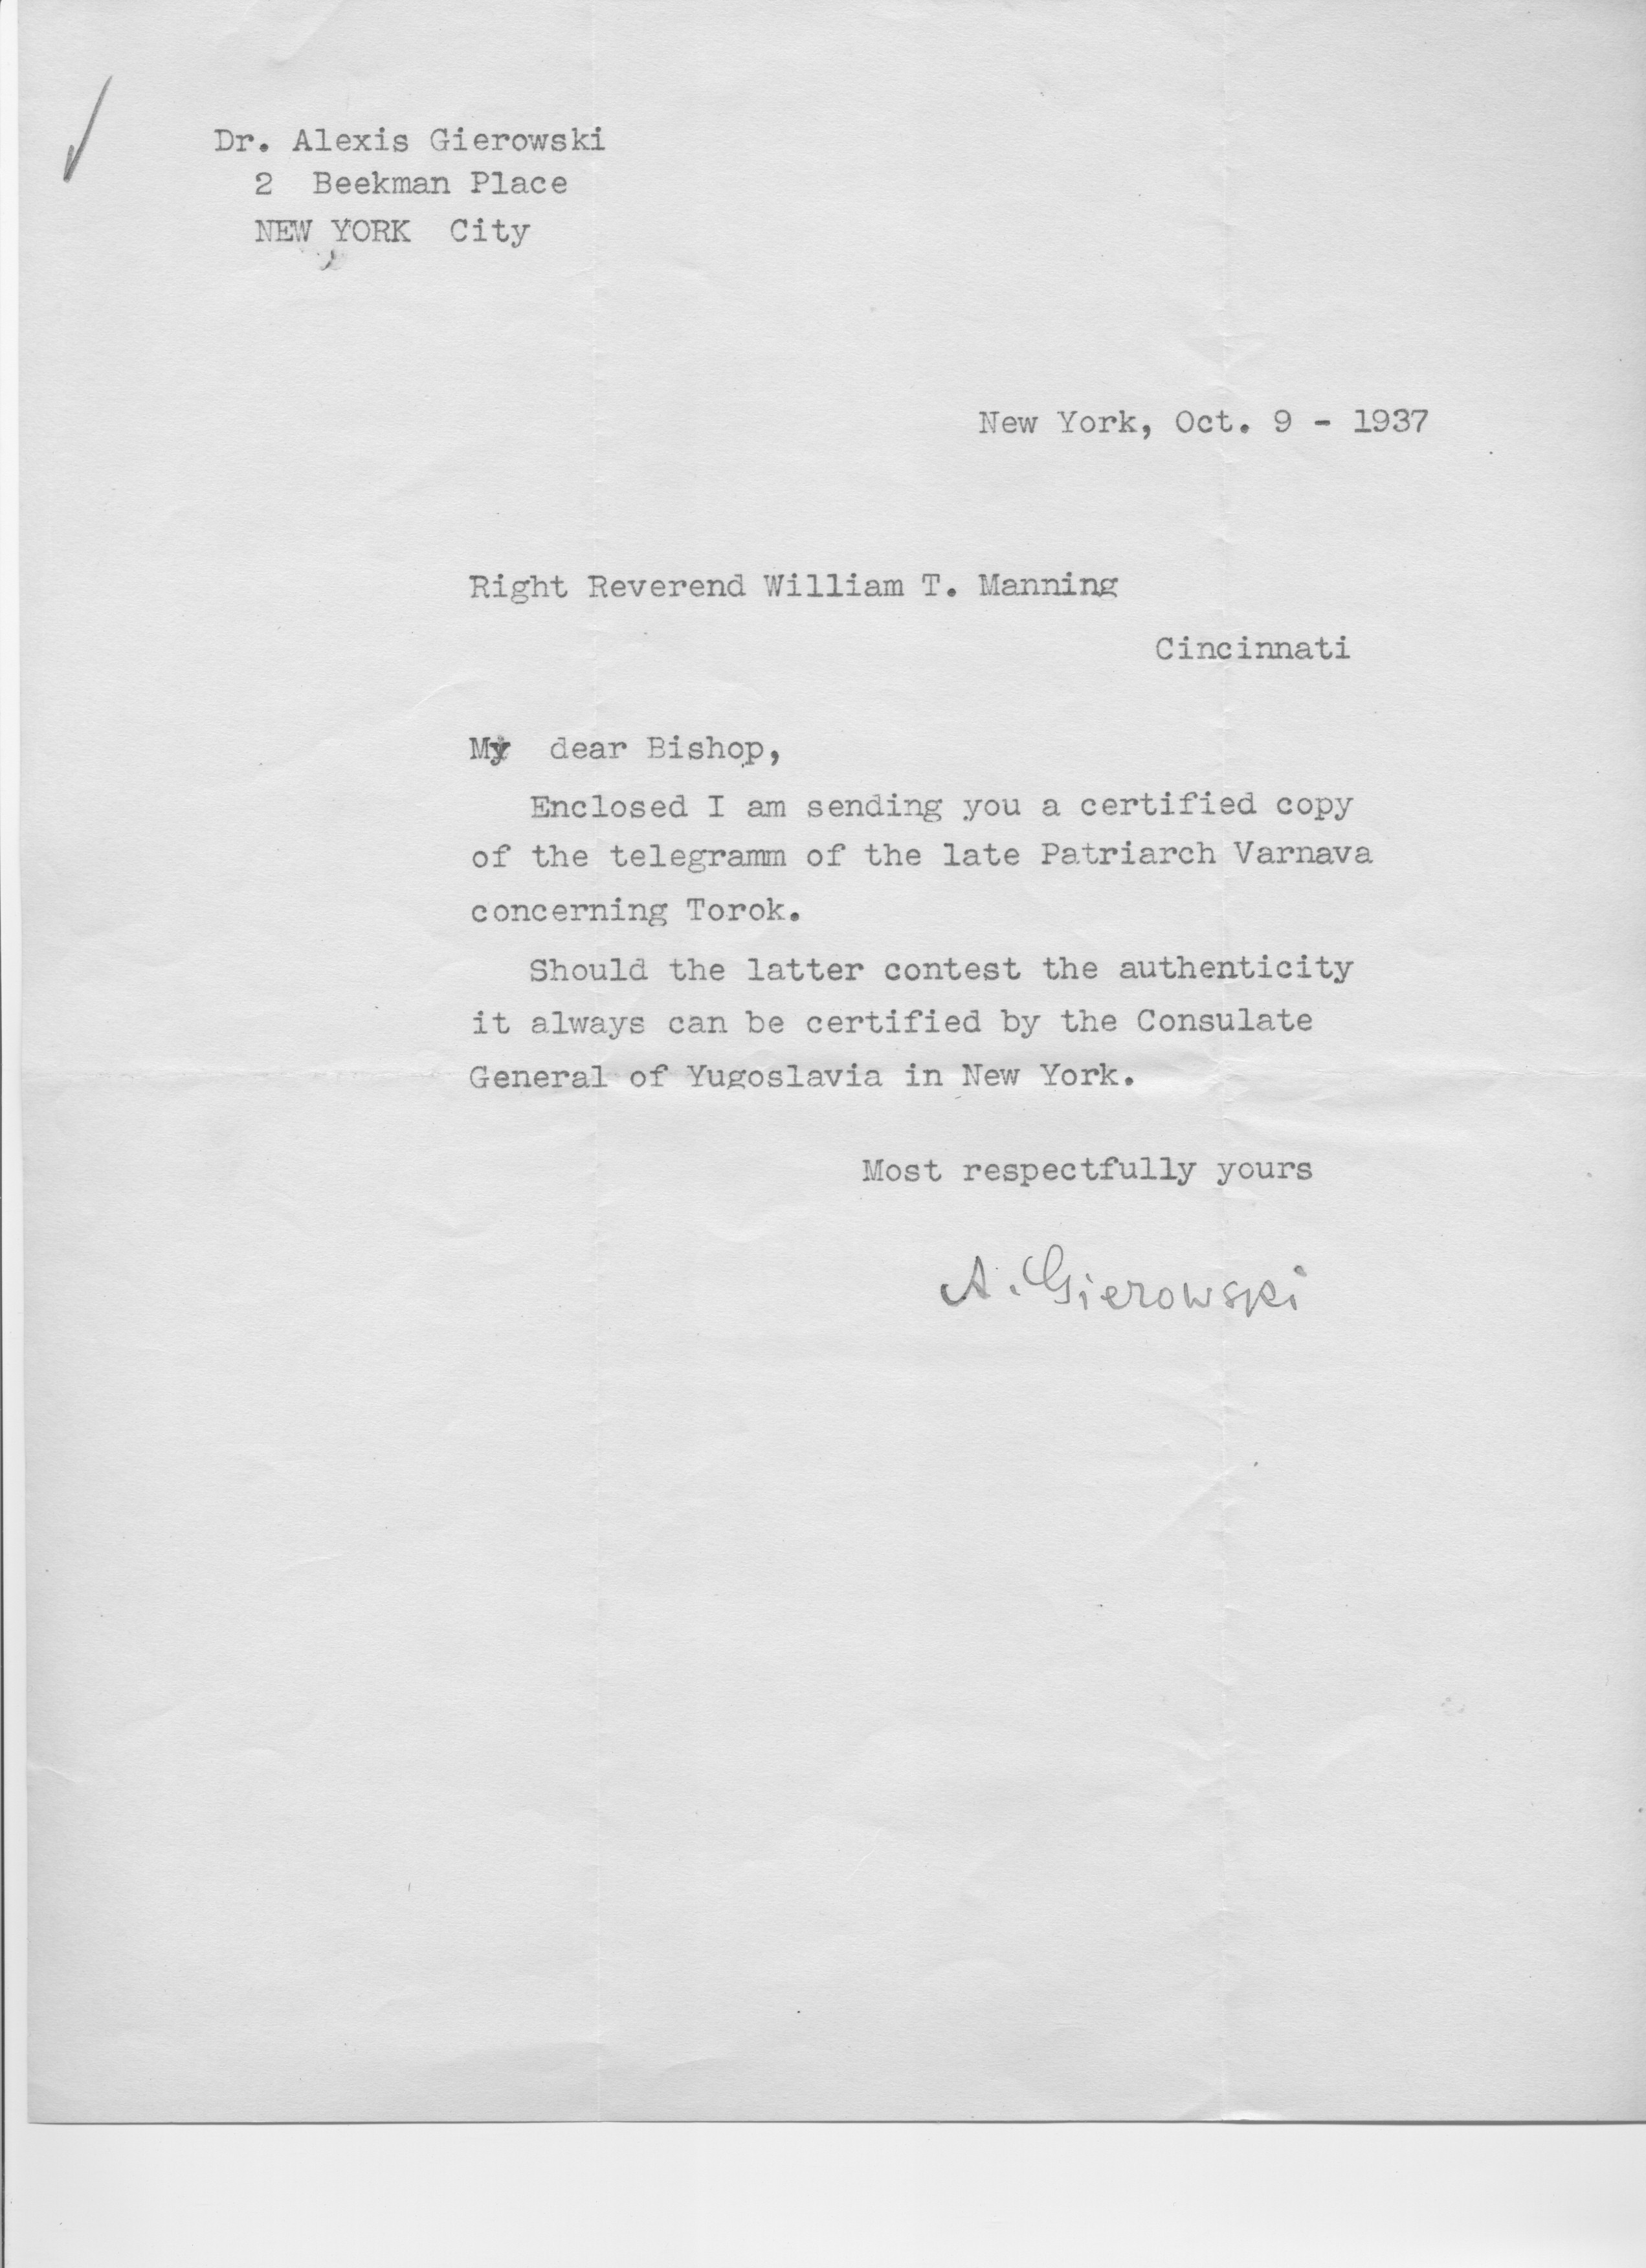 Dr. Alexis Gierowski
2 Beekman Place
NEW YORK City
New York, Oct. 9 - 1937
Right Reverend William T. Manning
Cincinnati
My dear Bishop,
Enclosed I am sending you a certified copy
of the telegramm of the late Patriarch Varnava
concerning Torok.
Should the latter contest the authenticity
it always can be certified by the Consulate
General of Yugoslavia in New York.
Most respectfully yours
A. Gierowski